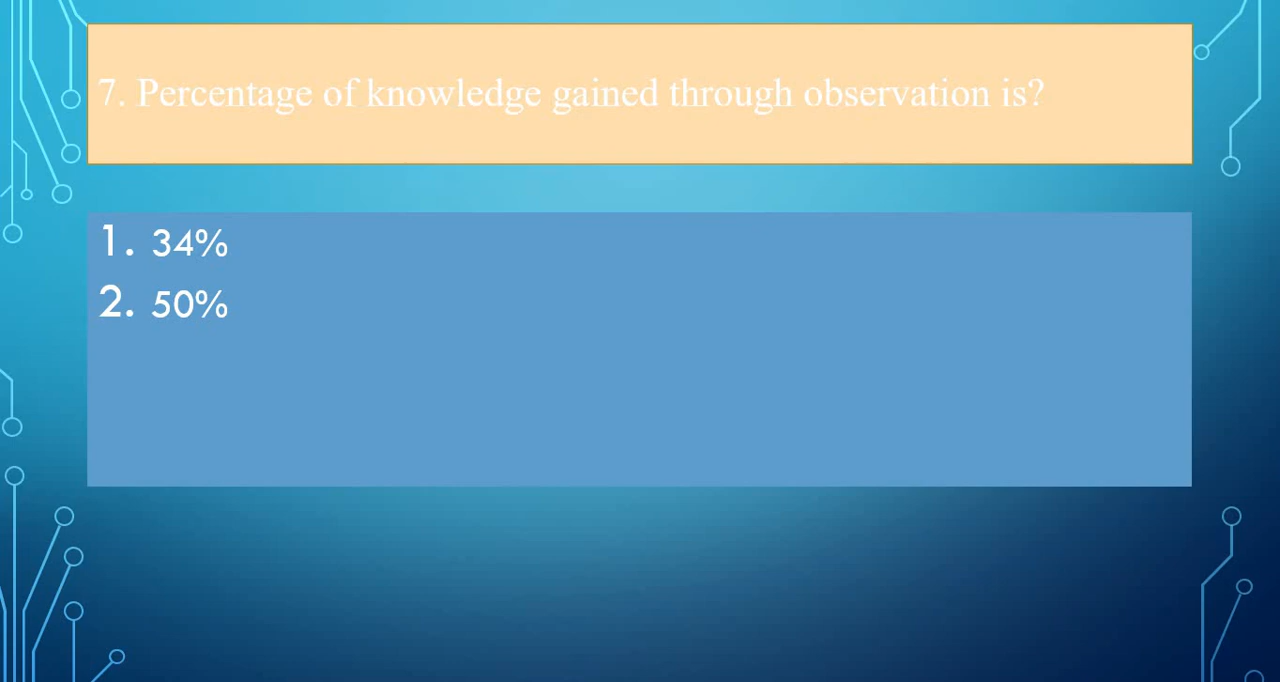 7. Percentage of knowledge gained through observation is?
1. 34%
2. 50%